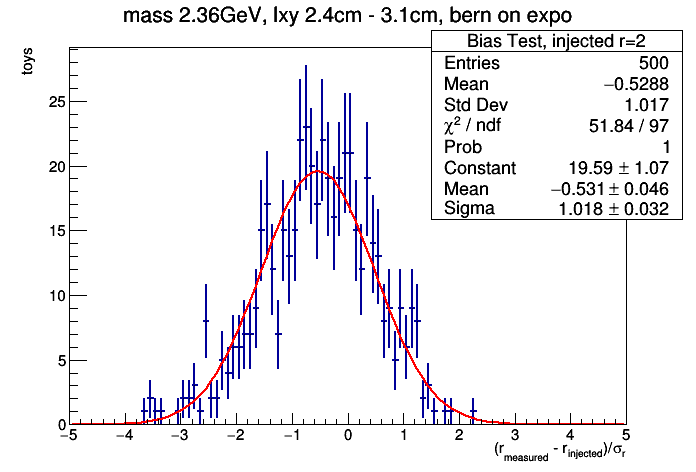 mass 2.36GeV, lxy 2.4cm - 3.1cm, bern on expo
Bias Test, injected r=2
Entries 500
Mean −0.5288
Std Dev 1.017
χ² / ndf 51.84 / 97
Prob 1
Constant 19.59 ± 1.07
Mean −0.531 ± 0.046
Sigma 1.018 ± 0.032
toys
25
20
15
10
5
0
−5 −4 −3 −2 −1 0 1 2 3 4 5
(r_measured - r_injected)/σ_r